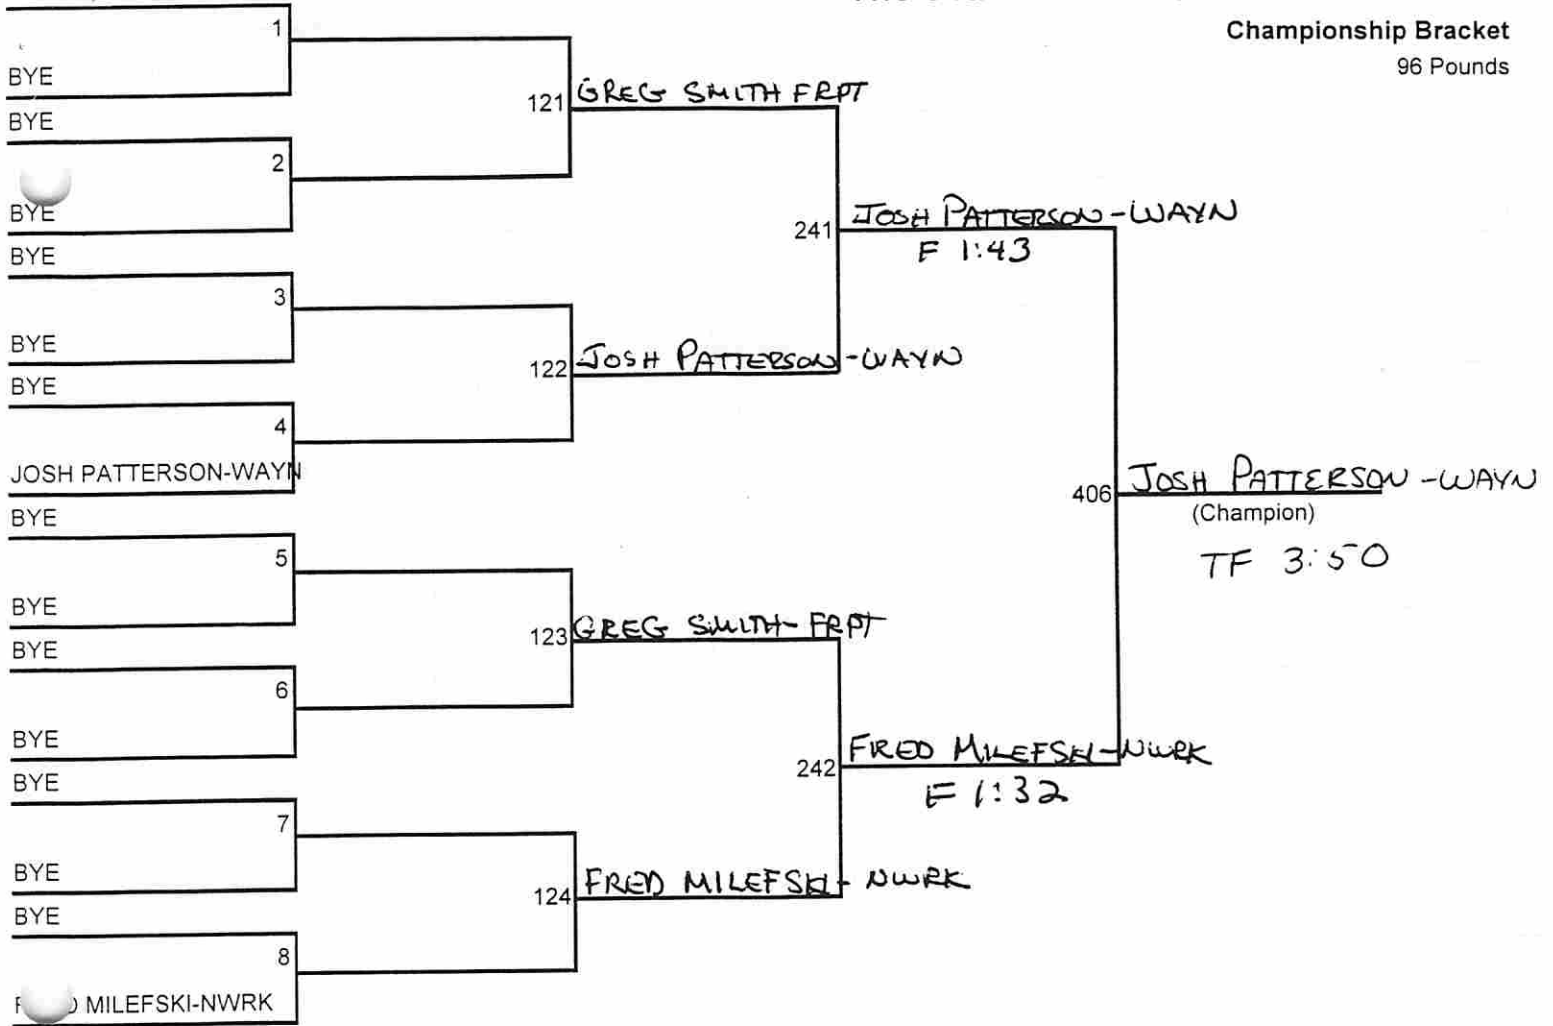 Championship Bracket
96 Pounds
1
BYE
BYE
121 GREG SMITH FRPT
2
BYE
BYE
241 JOSH PATTERSON-WAYN
F 1:43
3
BYE
BYE
122 JOSH PATTERSON-WAYN
4
JOSH PATTERSON-WAYN
BYE
406 JOSH PATTERSON-WAYN
(Champion)
TF 3:50
5
BYE
BYE
123 GREG SMITH-FRPT
6
BYE
BYE
242 FRED MILEFSKI-NWRK
F 1:32
7
BYE
BYE
124 FRED MILEFSKI-NWRK
8
MILEFSKI-NWRK